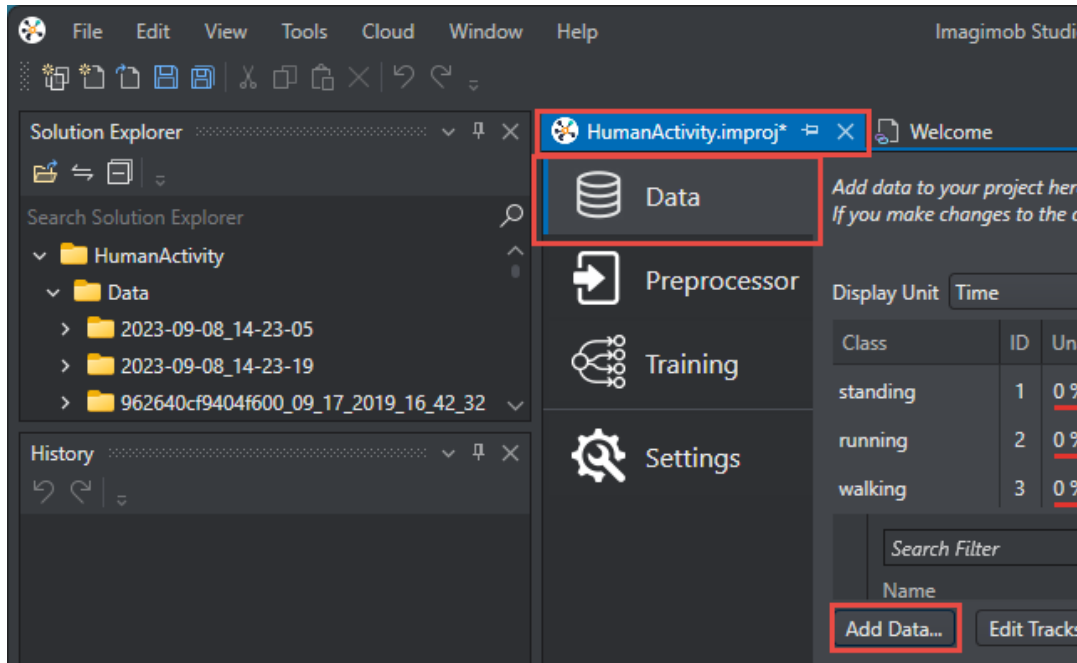 File Edit View Tools Cloud Window Help Imagimob
Solution Explorer
Search Solution Explorer
HumanActivity
Data
2023-09-08_14-23-05
2023-09-08_14-23-19
962640cf9404f600_09_17_2019_16_42_32
History
HumanActivity.improj* Welcome
Data
Preprocessor
Training
Settings
Add data to your project
If you make changes to the
Display Unit Time
Class ID
standing 1 0 %
running 2 0 %
walking 3 0 %
Search Filter
Name
Add Data... Edit Tracks